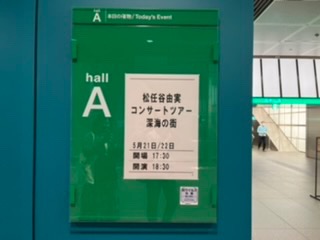 hall A 本日の催物/Today's Event
hall
A
松任谷由実
コンサートツアー
深海の街
5月21日/22日
開場 17:30
開演 18:30